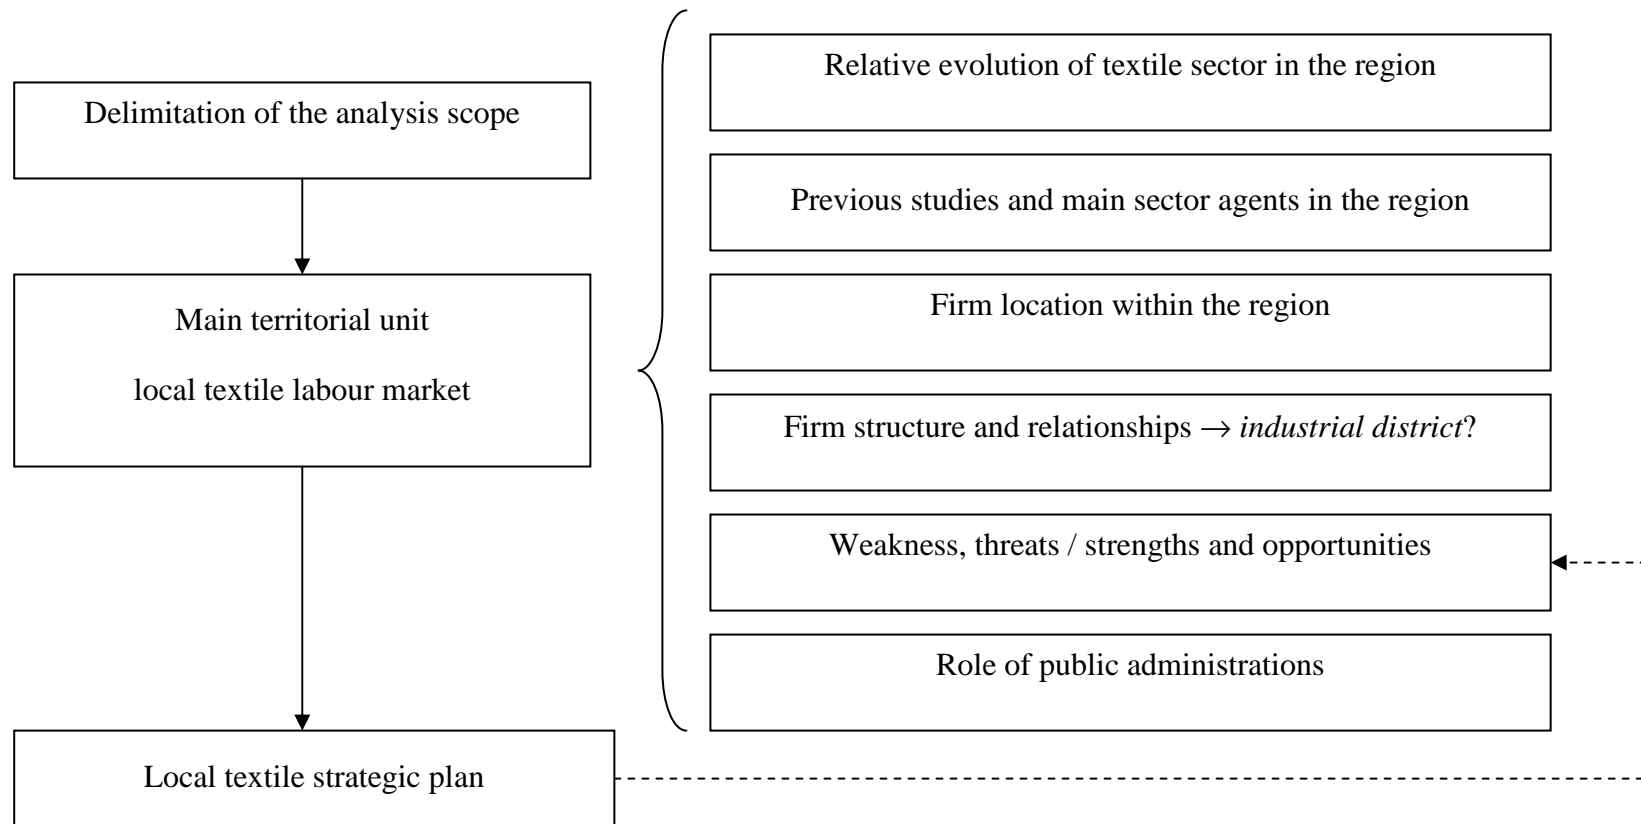 Delimitation of the analysis scope
Main territorial unit
local textile labour market
Local textile strategic plan
Relative evolution of textile sector in the region
Previous studies and main sector agents in the region
Firm location within the region
Firm structure and relationships → industrial district?
Weakness, threats / strengths and opportunities
Role of public administrations